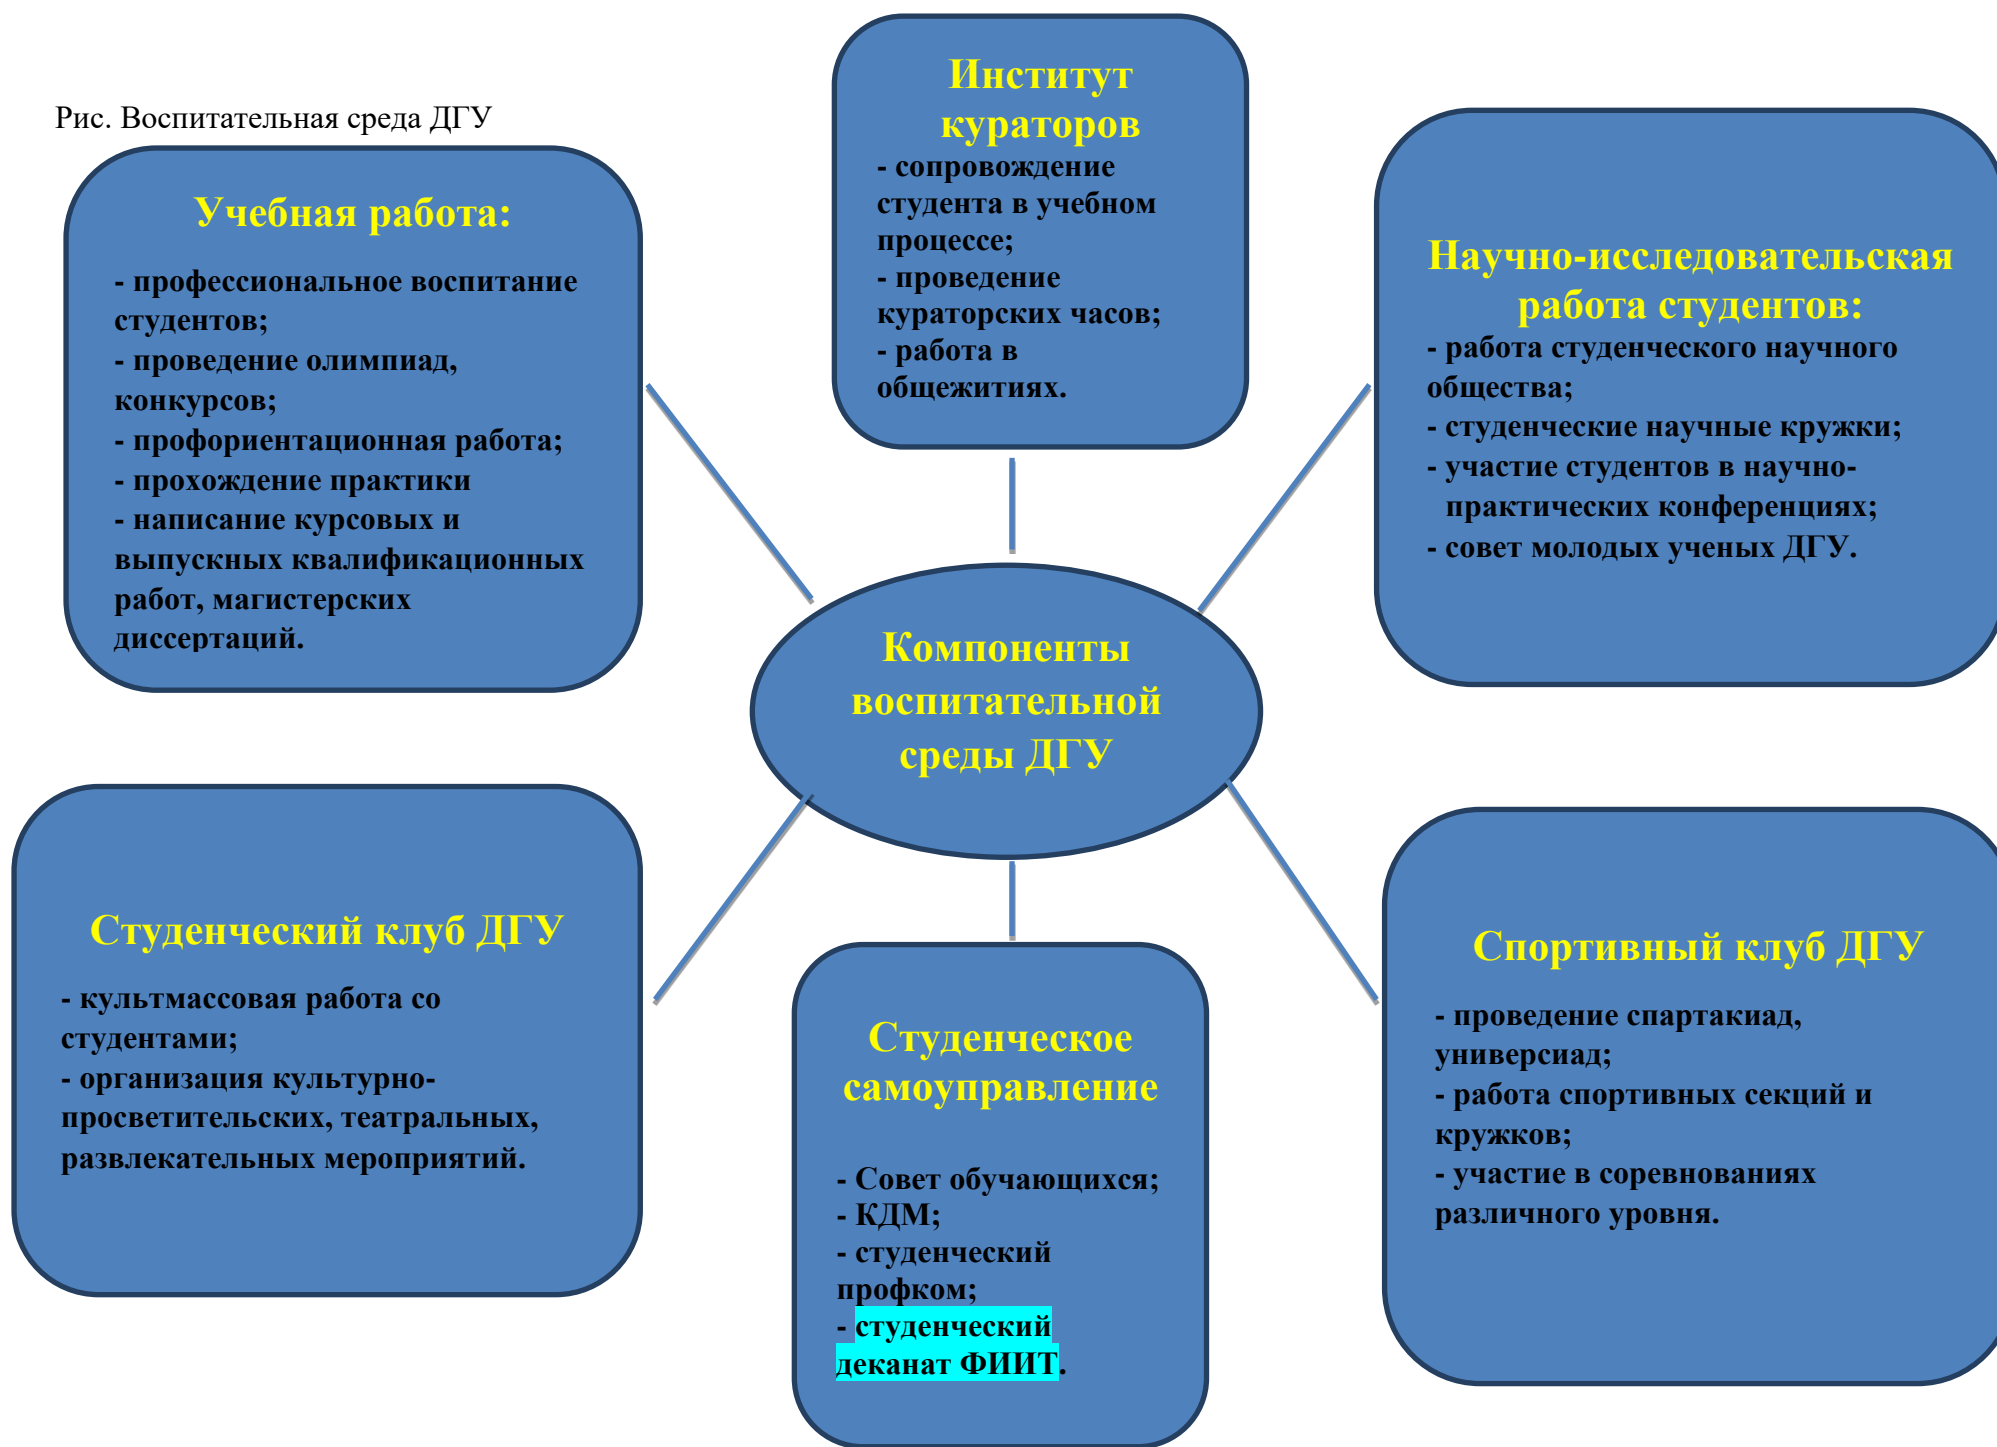 Рис. Воспитательная среда ДГУ
Институт
кураторов
- сопровождение
студента в учебном
процессе;
- проведение
кураторских часов;
- работа в
общежитиях.
Учебная работа:
- профессиональное воспитание
студентов;
- проведение олимпиад,
конкурсов;
- профориентационная работа;
- прохождение практики
- написание курсовых и
выпускных квалификационных
работ, магистерских
диссертаций.
Научно-исследовательская
работа студентов:
- работа студенческого научного
общества;
- студенческие научные кружки;
- участие студентов в научно-
практических конференциях;
- совет молодых ученых ДГУ.
Компоненты
воспитательной
среды ДГУ
Студенческий клуб ДГУ
- культмассовая работа со
студентами;
- организация культурно-
просветительских, театральных,
развлекательных мероприятий.
Студенческое
самоуправление
- Совет обучающихся;
- КДМ;
- студенческий
профком;
- студенческий
деканат ФИИТ.
Спортивный клуб ДГУ
- проведение спартакиад,
универсиад;
- работа спортивных секций и
кружков;
- участие в соревнованиях
различного уровня.